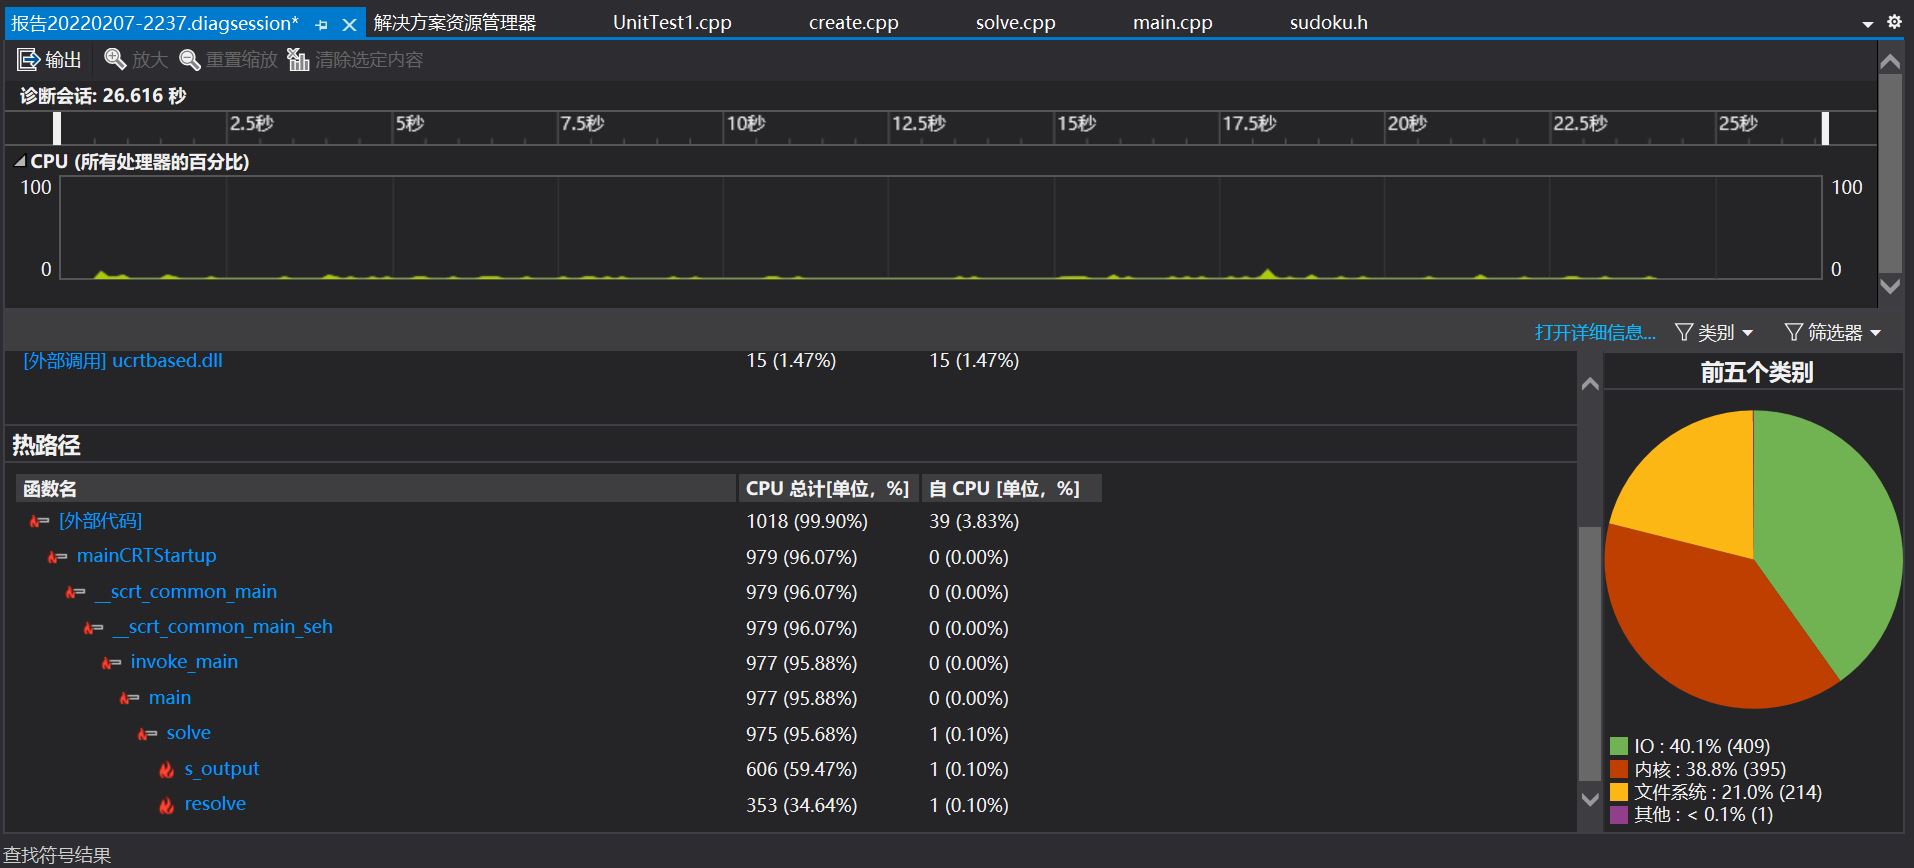 报告20220207-2237.diagsession* 解决方案资源管理器 UnitTest1.cpp create.cpp solve.cpp main.cpp sudoku.h
输出 放大 重置缩放 清除选定内容
诊断会话: 26.616 秒
2.5秒 5秒 7.5秒 10秒 12.5秒 15秒 17.5秒 20秒 22.5秒 25秒
CPU (所有处理器的百分比)
100 100
0 0
打开详细信息... 类别 筛选器
[外部调用] ucrtbased.dll 15 (1.47%) 15 (1.47%)
前五个类别
热路径
函数名 CPU 总计[单位，%] 自 CPU [单位，%]
[外部代码] 1018 (99.90%) 39 (3.83%)
mainCRTStartup 979 (96.07%) 0 (0.00%)
__scrt_common_main 979 (96.07%) 0 (0.00%)
__scrt_common_main_seh 979 (96.07%) 0 (0.00%)
invoke_main 977 (95.88%) 0 (0.00%)
main 977 (95.88%) 0 (0.00%)
solve 975 (95.68%) 1 (0.10%)
s_output 606 (59.47%) 1 (0.10%)
resolve 353 (34.64%) 1 (0.10%)
IO : 40.1% (409)
内核 : 38.8% (395)
文件系统 : 21.0% (214)
其他 : < 0.1% (1)
查找符号结果